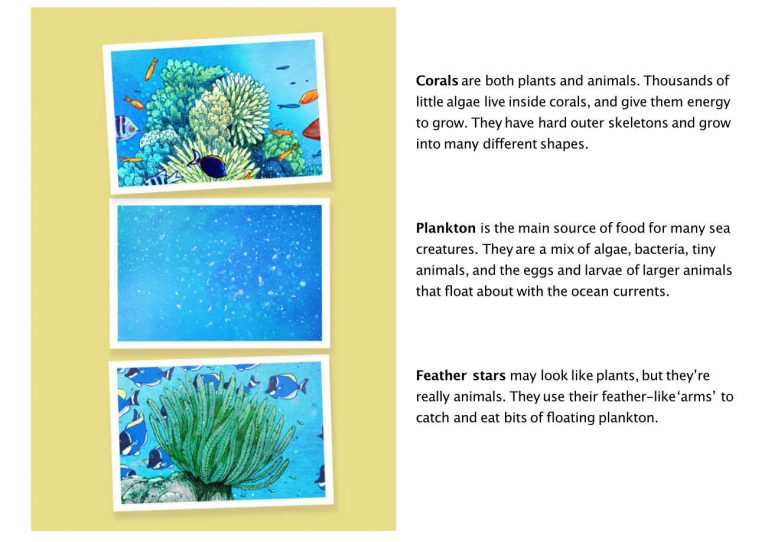 Corals are both plants and animals. Thousands of
little algae live inside corals, and give them energy
to grow. They have hard outer skeletons and grow
into many different shapes.
Plankton is the main source of food for many sea
creatures. They are a mix of algae, bacteria, tiny
animals, and the eggs and larvae of larger animals
that float about with the ocean currents.
Feather stars may look like plants, but they’re
really animals. They use their feather-like ‘arms’ to
catch and eat bits of floating plankton.